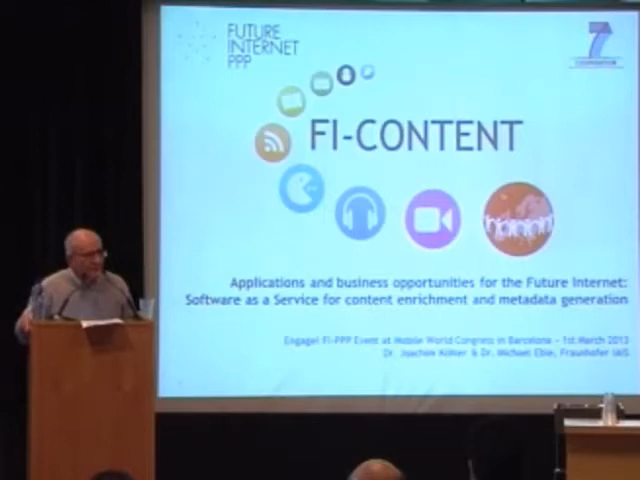 FUTURE
INTERNET
PPP
7
FI-CONTENT
Applications and business opportunities for the Future Internet:
Software as a Service for content enrichment and metadata generation
Engage! FI-PPP Event at Mobile World Congress in Barcelona - 1st March 2013
Dr. Joachim Köhler & Dr. Michael Eble, Fraunhofer IAIS